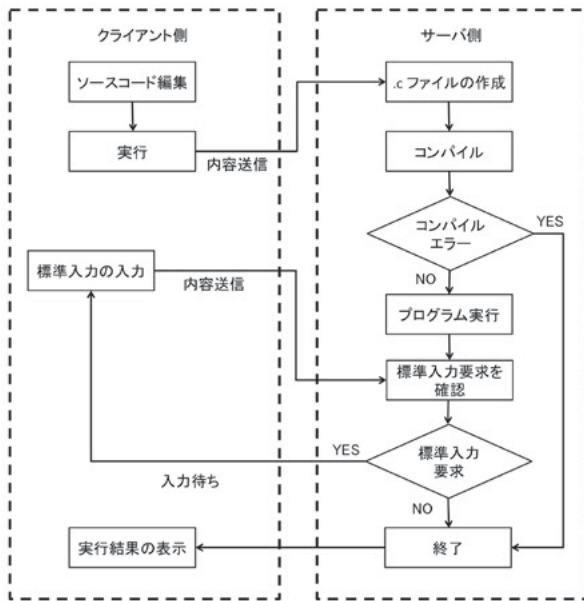 クライアント側
サーバ側
ソースコード編集
.cファイルの作成
実行
内容送信
コンパイル
コンパイル
エラー
YES
NO
標準入力の入力
内容送信
プログラム実行
標準入力要求を
確認
YES
標準入力
要求
入力待ち
NO
実行結果の表示
終了